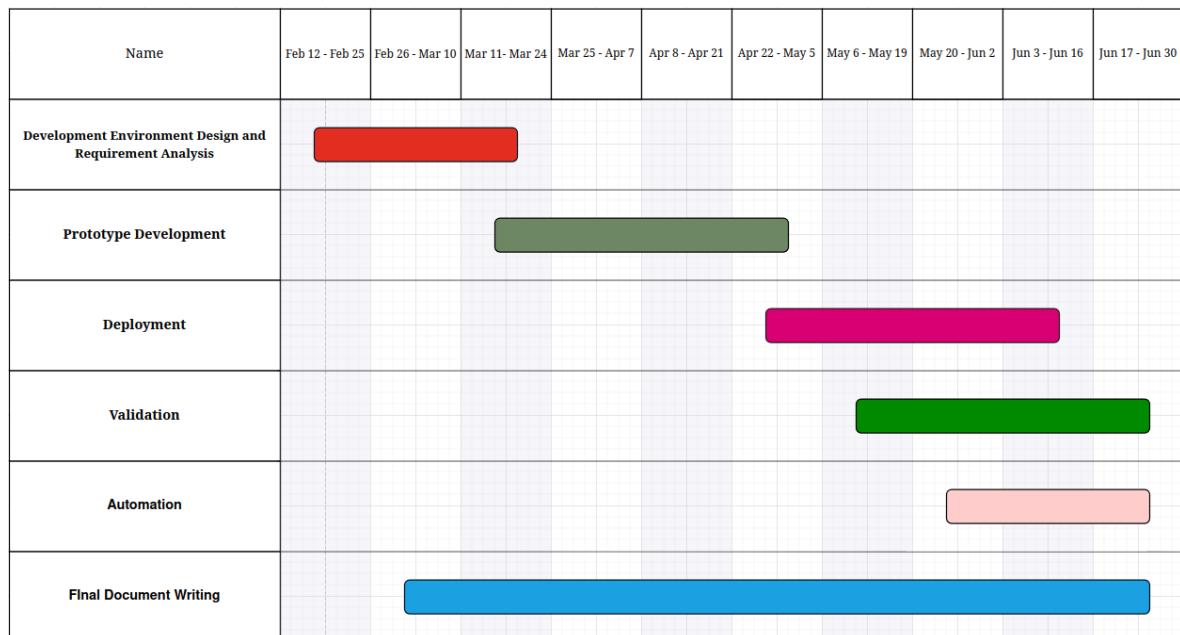 Name
Feb 12 - Feb 25
Feb 26 - Mar 10
Mar 11- Mar 24
Mar 25 - Apr 7
Apr 8 - Apr 21
Apr 22 - May 5
May 6 - May 19
May 20 - Jun 2
Jun 3 - Jun 16
Jun 17 - Jun 30
Development Environment Design and
Requirement Analysis
Prototype Development
Deployment
Validation
Automation
FInal Document Writing